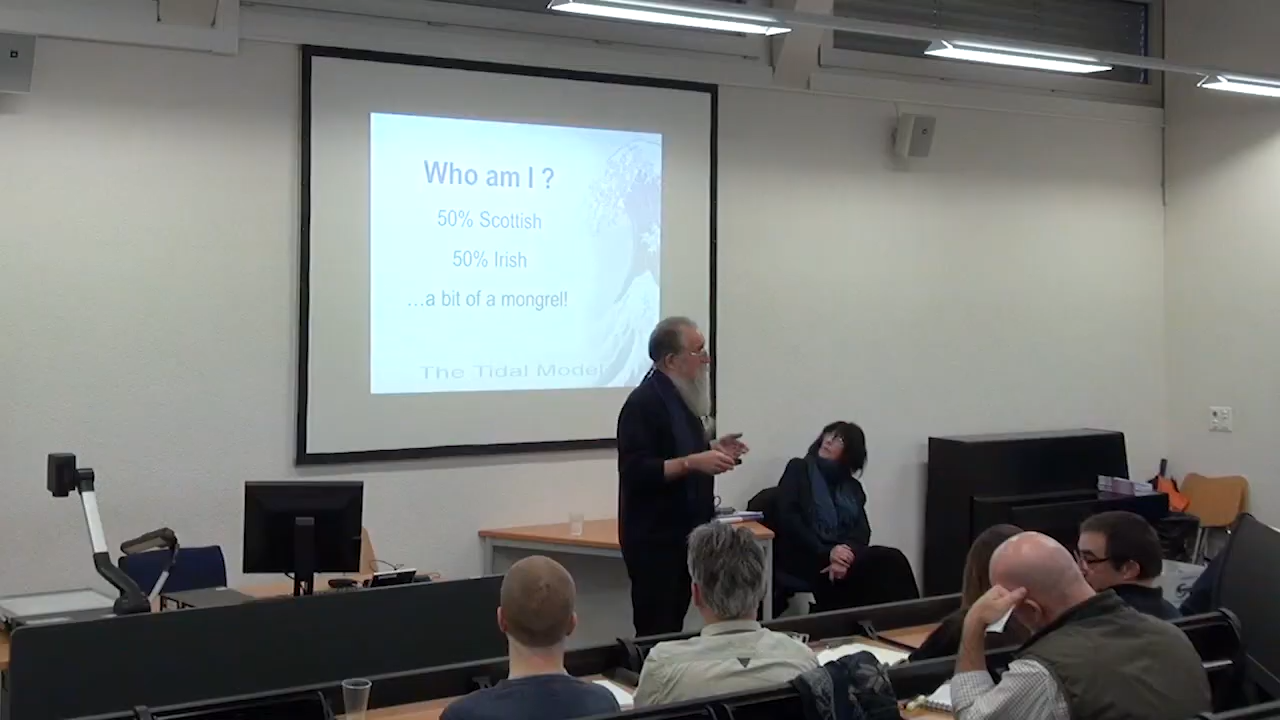 Who am I ?
50% Scottish
50% Irish
...a bit of a mongrel!
The Tidal Model